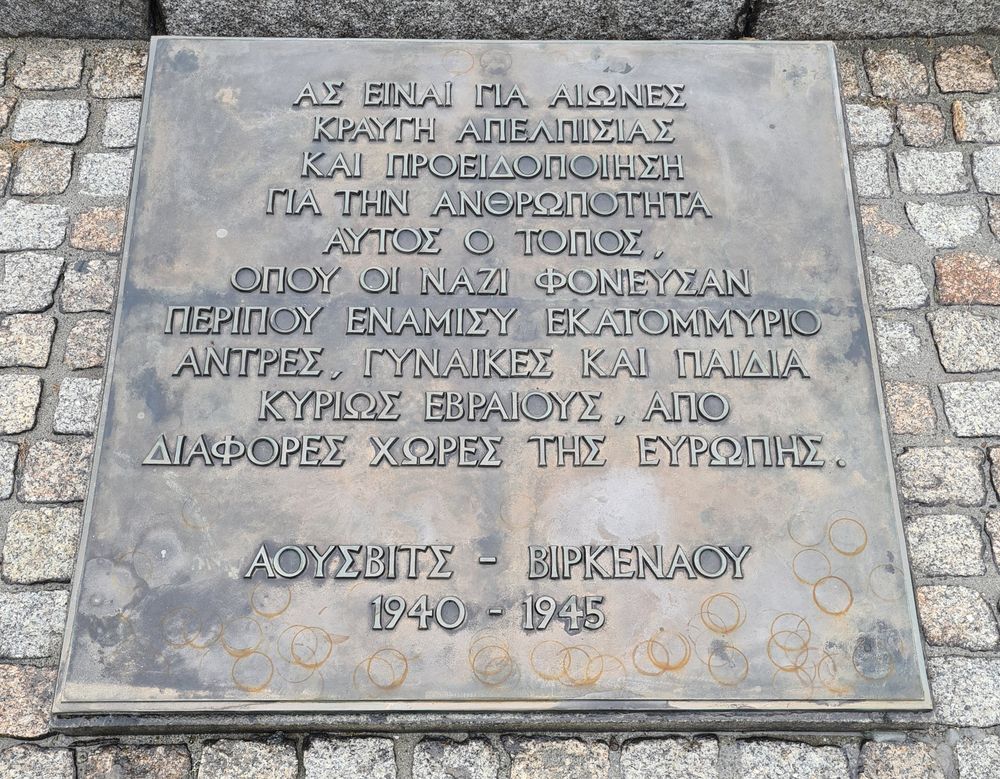 ΑΣ ΕΙΝΑΙ ΓΙΑ ΑΙΩΝΕΣ
ΚΡΑΥΓΗ ΑΠΕΛΠΙΣΙΑΣ
ΚΑΙ ΠΡΟΕΙΔΟΠΟΙΗΣΗ
ΓΙΑ ΤΗΝ ΑΝΘΡΩΠΟΤΗΤΑ
ΑΥΤΟΣ Ο ΤΟΠΟΣ,
ΟΠΟΥ ΟΙ ΝΑΖΙ ΦΟΝΕΥΣΑΝ
ΠΕΡΙΠΟΥ ΕΝΑΜΙΣΥ ΕΚΑΤΟΜΜΥΡΙΟ
ΑΝΤΡΕΣ, ΓΥΝΑΙΚΕΣ ΚΑΙ ΠΑΙΔΙΑ
ΚΥΡΙΩΣ ΕΒΡΑΙΟΥΣ, ΑΠΟ
ΔΙΑΦΟΡΕΣ ΧΩΡΕΣ ΤΗΣ ΕΥΡΩΠΗΣ.
ΑΟΥΣΒΙΤΣ - ΒΙΡΚΕΝΑΟΥ
1940 - 1945